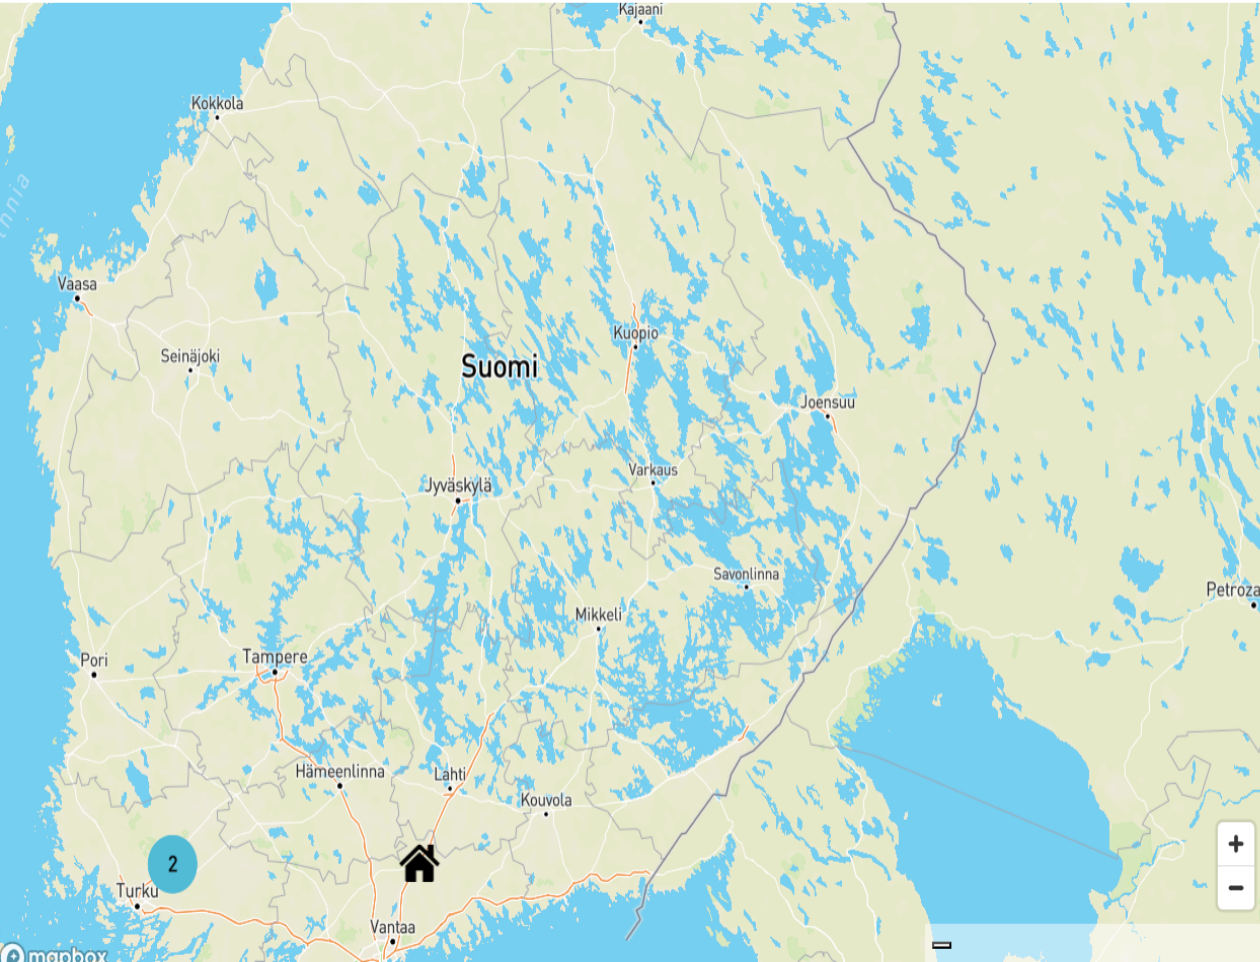 Kajaani
Kokkola
Vaasa
Kuopio
Seinäjoki
Suomi
Joensuu
Varkaus
Jyväskylä
Savonlinna
Petroza
Mikkeli
Pori
Tampere
Hämeenlinna
Lahti
Kouvola
+
2
−
Turku
Vantaa
mapbox